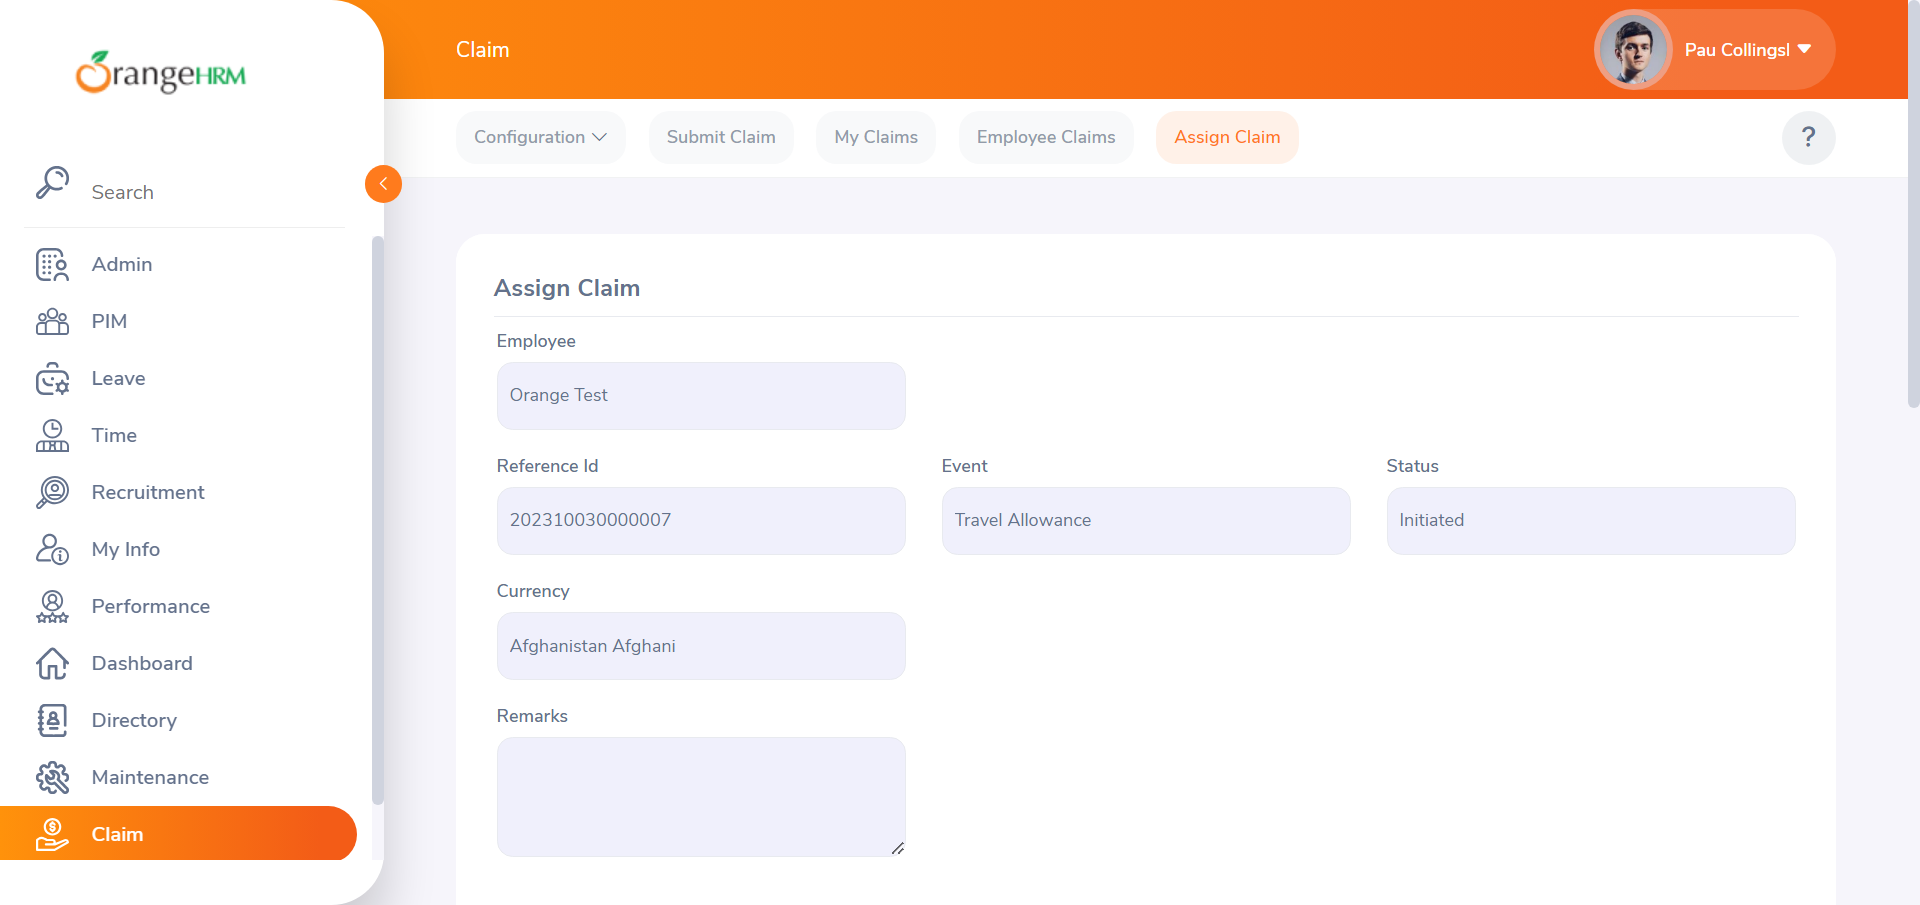 OrangeHRM
Claim
Pau Collingsl
Configuration
Submit Claim
My Claims
Employee Claims
Assign Claim
?
Search
Admin
PIM
Leave
Time
Recruitment
My Info
Performance
Dashboard
Directory
Maintenance
Claim
Assign Claim
Employee
Orange Test
Reference Id
Event
Status
202310030000007
Travel Allowance
Initiated
Currency
Afghanistan Afghani
Remarks